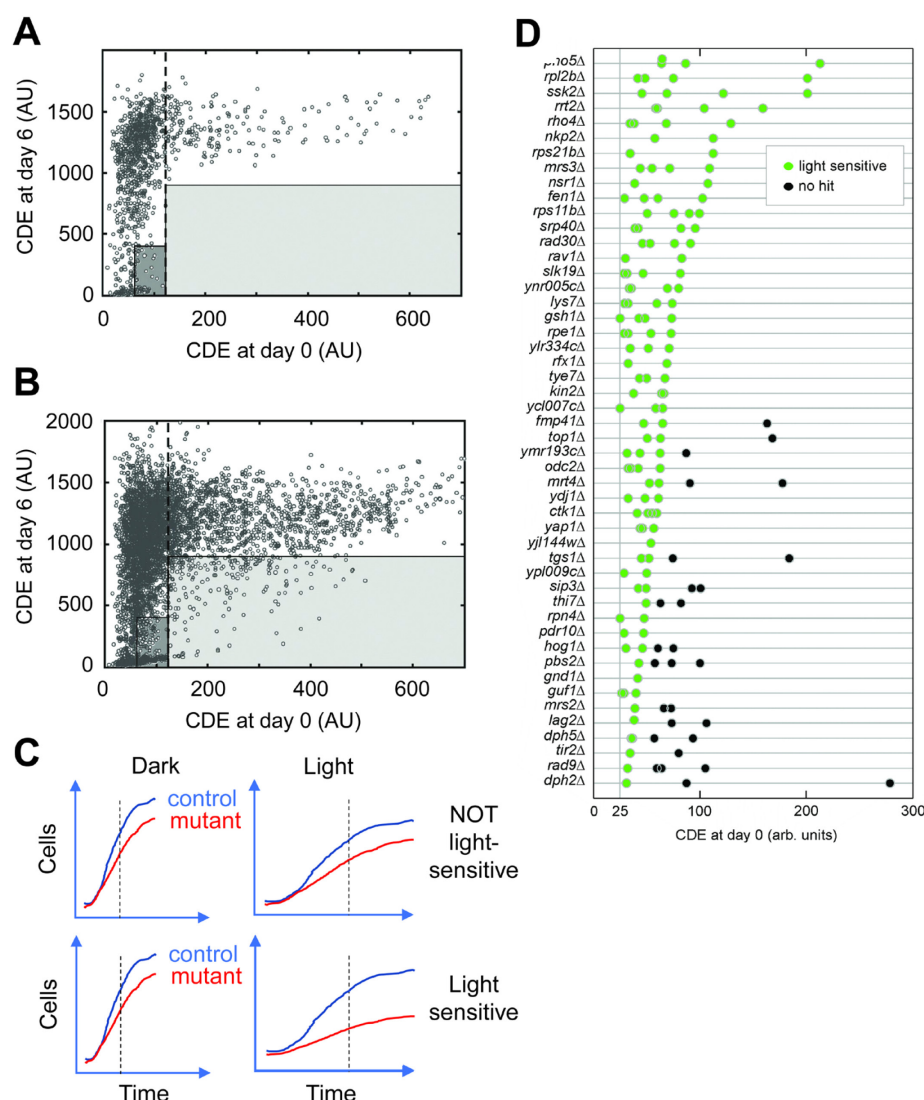 A
CDE at day 6 (AU)
1500
1000
500
0
0
200
400
600
CDE at day 0 (AU)
B
CDE at day 6 (AU)
2000
1500
1000
500
0
0
200
400
600
CDE at day 0 (AU)
C
Dark
Light
Cells
control
mutant
NOT
light-
sensitive
Cells
control
mutant
Light
sensitive
Time
Time
D
rpl2bΔ
ssk2Δ
rrt2Δ
rho4Δ
nkp2Δ
rps21bΔ
mrs3Δ
nsr1Δ
fen1Δ
rps11bΔ
srp40Δ
rad30Δ
rav1Δ
slk19Δ
ynr005cΔ
lys7Δ
gsh1Δ
rpe1Δ
ylr334cΔ
rfx1Δ
tye7Δ
kin2Δ
ycl007cΔ
fmp41Δ
top1Δ
ymr193cΔ
odc2Δ
mrt4Δ
ydj1Δ
ctk1Δ
yap1Δ
yjl144wΔ
tgs1Δ
ypl009cΔ
sip3Δ
thi7Δ
rpn4Δ
pdr10Δ
hog1Δ
pbs2Δ
gnd1Δ
guf1Δ
mrs2Δ
lag2Δ
dph5Δ
tir2Δ
rad9Δ
dph2Δ
light sensitive
no hit
0
25
100
200
300
CDE at day 0 (arb. units)